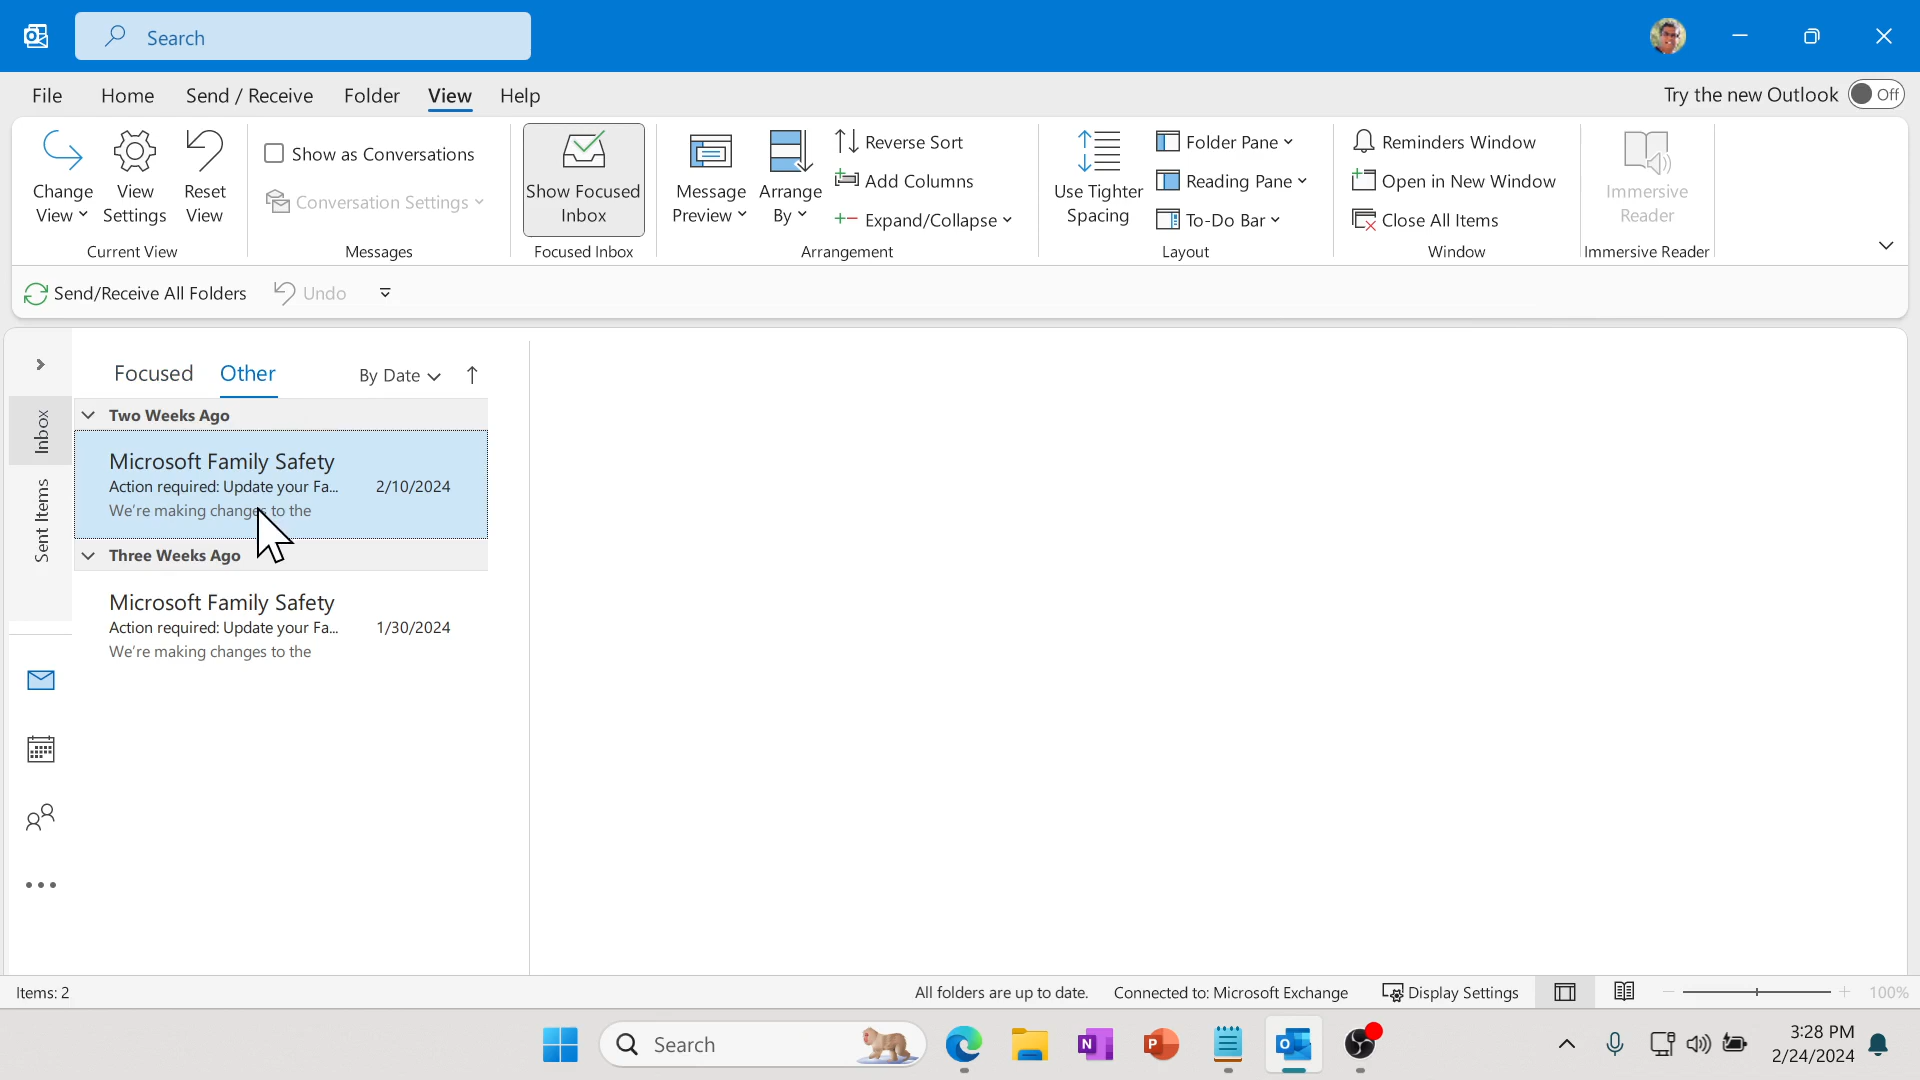 Search
File Home Send / Receive Folder View Help
Try the new Outlook Off
Change View
View Settings
Reset View
Current View
Show as Conversations
Conversation Settings
Messages
Show Focused Inbox
Focused Inbox
Message Preview
Arrange By
Reverse Sort
Add Columns
Expand/Collapse
Arrangement
Use Tighter Spacing
Folder Pane
Reading Pane
To-Do Bar
Layout
Reminders Window
Open in New Window
Close All Items
Window
Immersive Reader
Immersive Reader
Send/Receive All Folders Undo
Inbox
Sent Items
Focused Other By Date
Two Weeks Ago
Microsoft Family Safety
Action required: Update your Fa... 2/10/2024
We're making changes to the
Three Weeks Ago
Microsoft Family Safety
Action required: Update your Fa... 1/30/2024
We're making changes to the
Items: 2
All folders are up to date. Connected to: Microsoft Exchange Display Settings 100%
Search
3:28 PM
2/24/2024